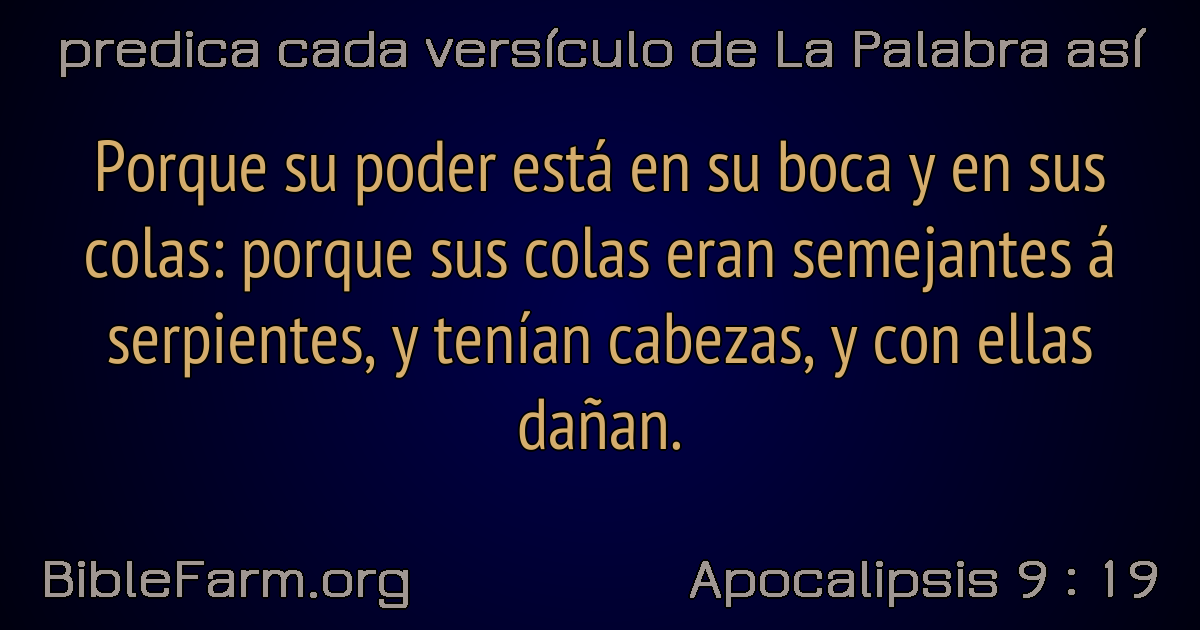 predica cada versículo de La Palabra así
Porque su poder está en su boca y en sus
colas: porque sus colas eran semejantes á
serpientes, y tenían cabezas, y con ellas
dañan.
BibleFarm.org
Apocalipsis 9 : 19